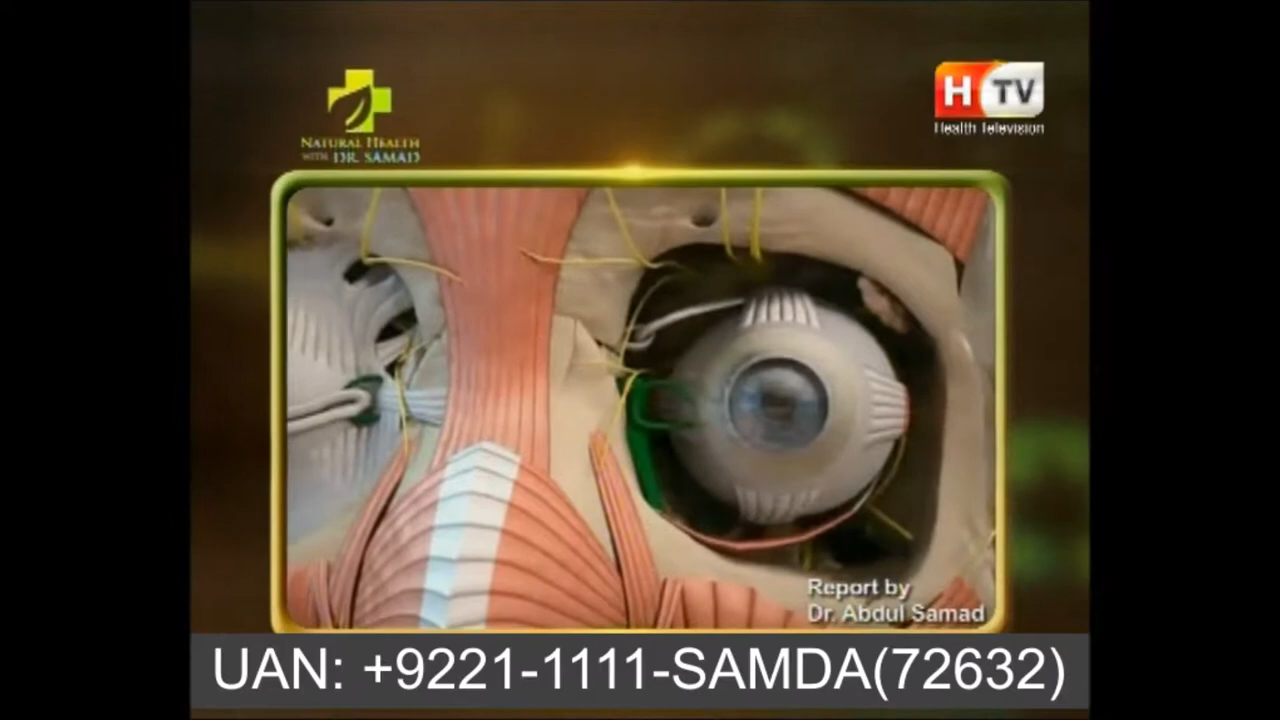 NATURAL HEALTH
WITH DR. SAMAD
H TV
Health Television
Report by
Dr. Abdul Samad
UAN: +9221-1111-SAMDA(72632)